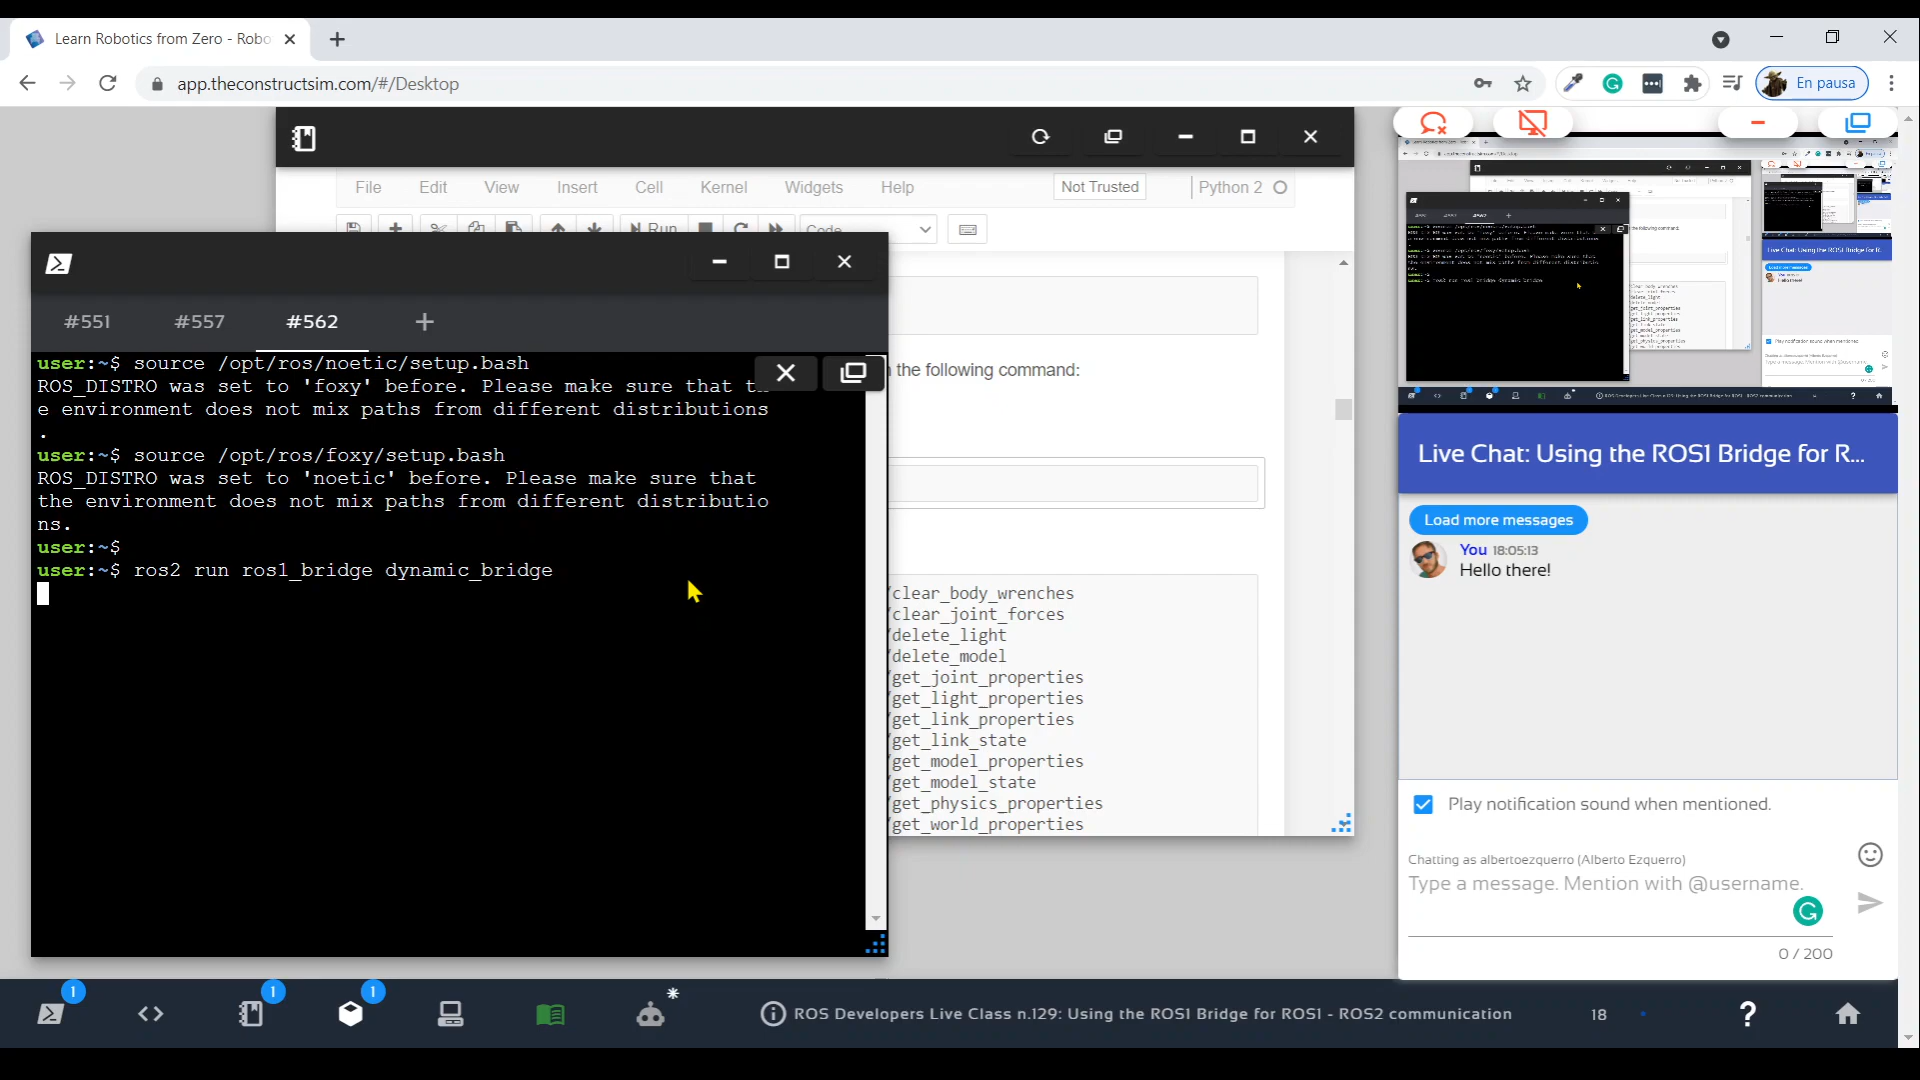 Learn Robotics from Zero - Robo
app.theconstructsim.com/#/Desktop
En pausa
File Edit View Insert Cell Kernel Widgets Help
Not Trusted
Python 2
Run
Code
#551 #557 #562
user:~$ source /opt/ros/noetic/setup.bash
ROS_DISTRO was set to 'foxy' before. Please make sure that
e environment does not mix paths from different distributions
.
user:~$ source /opt/ros/foxy/setup.bash
ROS_DISTRO was set to 'noetic' before. Please make sure that
the environment does not mix paths from different distributio
ns.
user:~$
user:~$ ros2 run ros1_bridge dynamic_bridge
the following command:
/clear_body_wrenches
/clear_joint_forces
/delete_light
/delete_model
/get_joint_properties
/get_light_properties
/get_link_properties
/get_link_state
/get_model_properties
/get_model_state
/get_physics_properties
/get_world_properties
Live Chat: Using the ROS1 Bridge for R...
Load more messages
You 18:05:13
Hello there!
Play notification sound when mentioned.
Chatting as albertoezquerro (Alberto Ezquerro)
Type a message. Mention with @username.
0 / 200
1
1
1
ROS Developers Live Class n.129: Using the ROS1 Bridge for ROS1 - ROS2 communication
18